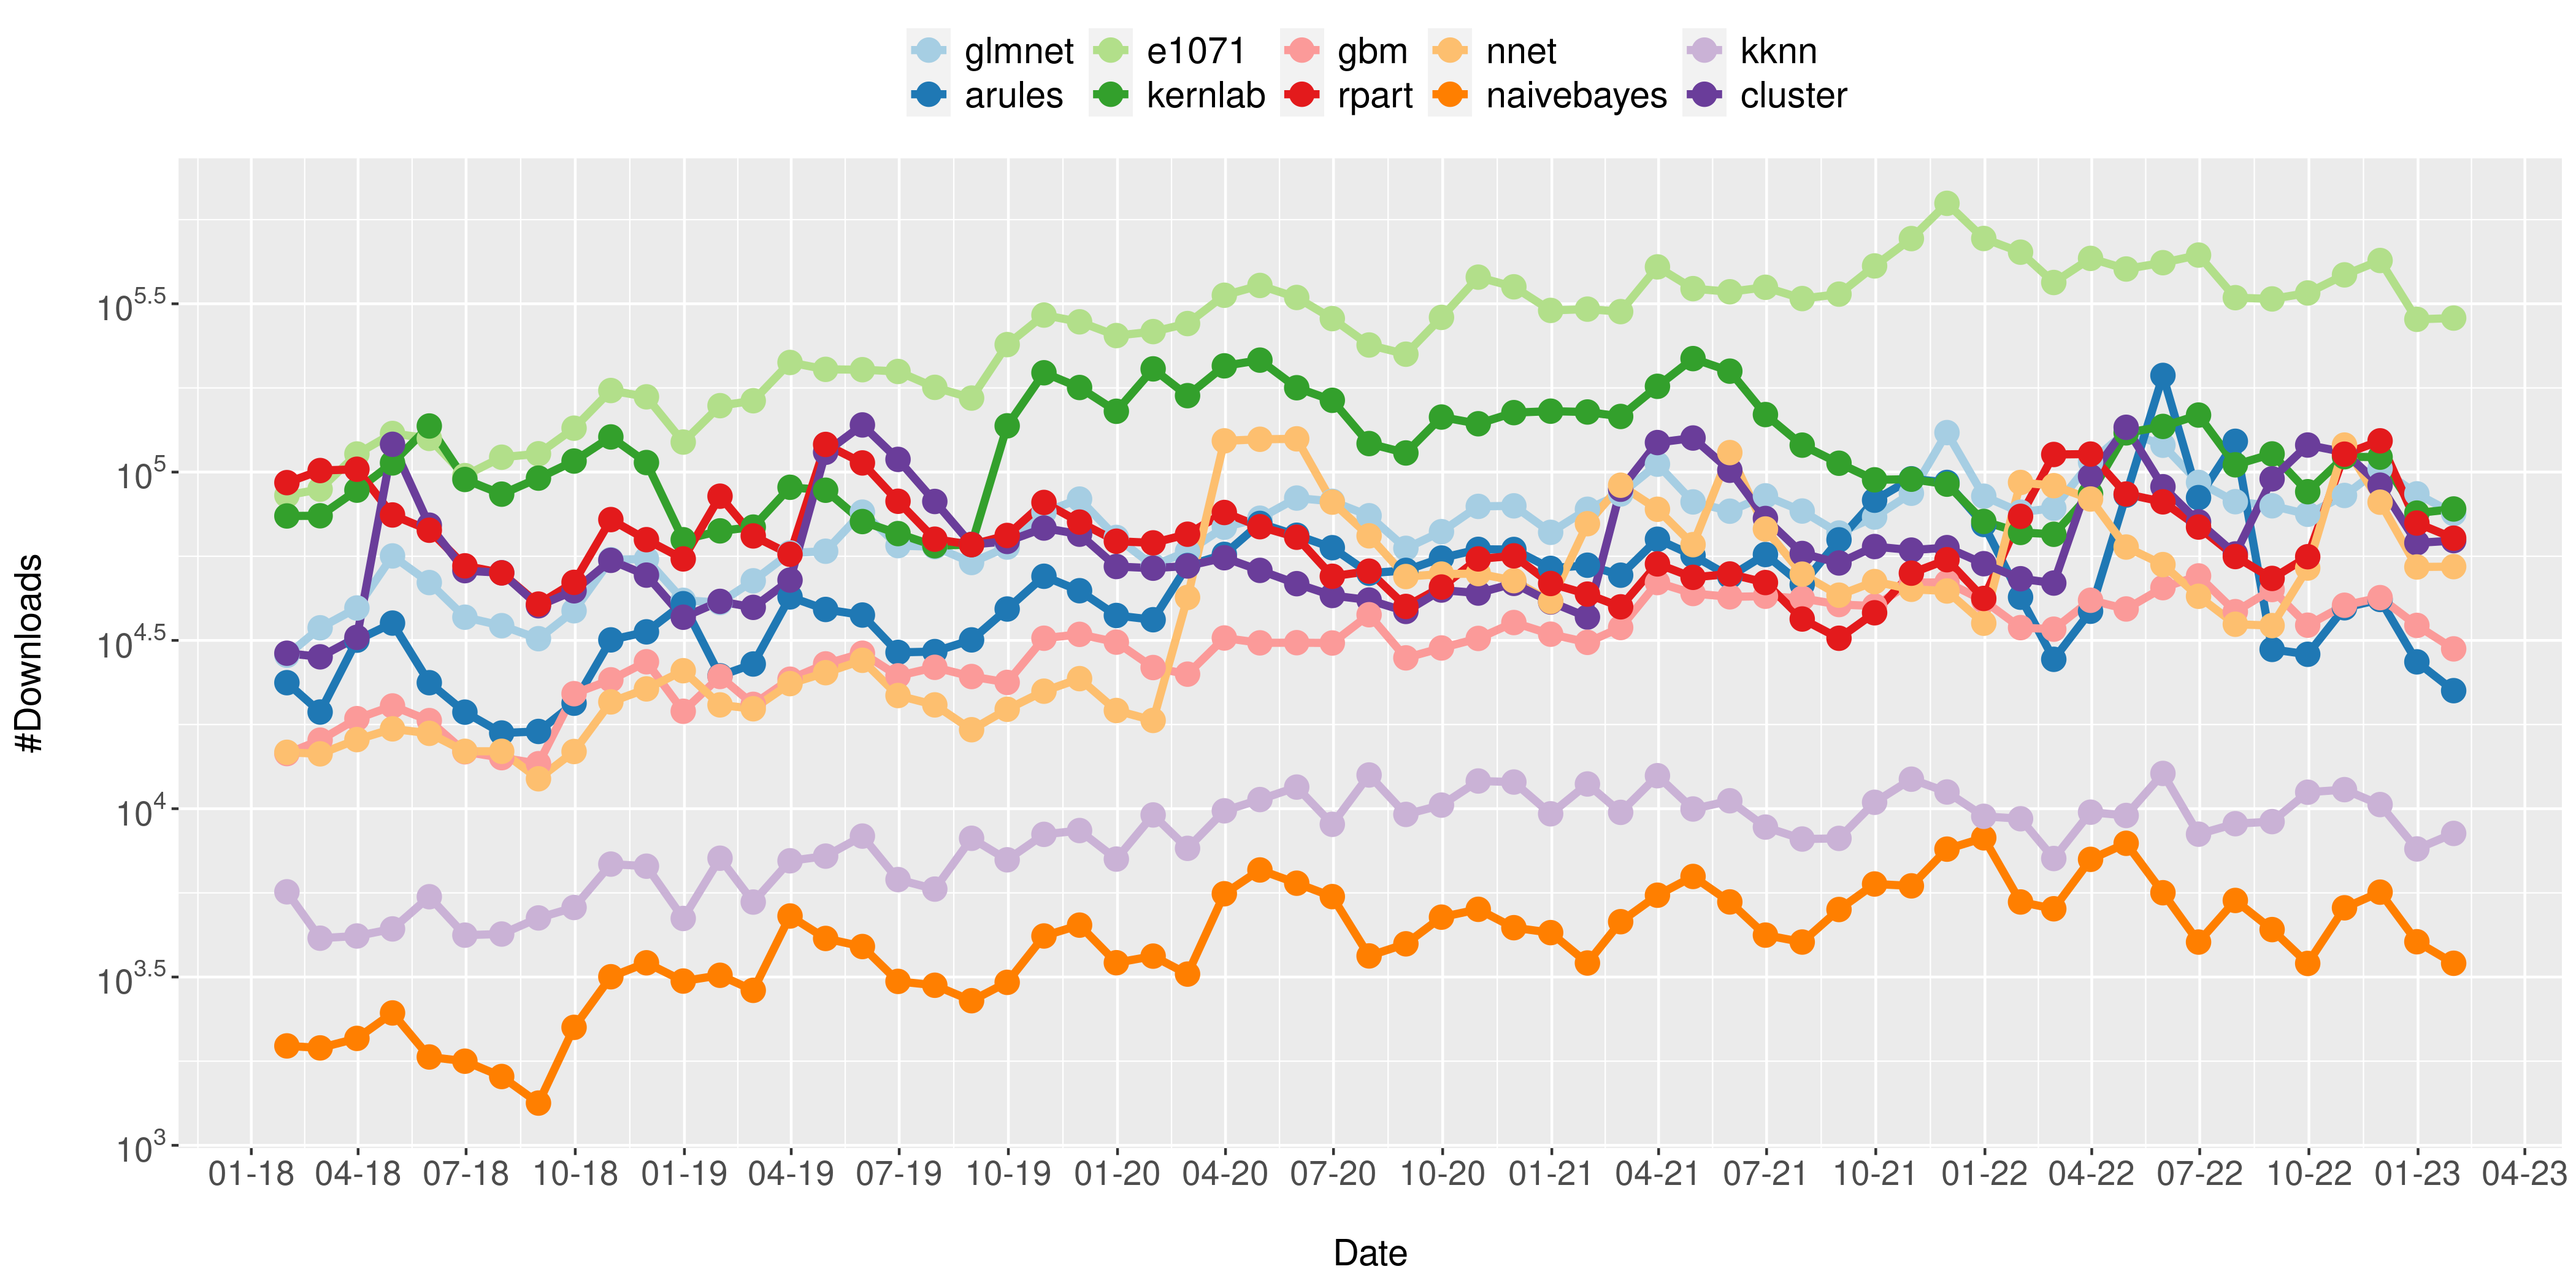 glmnet e1071 gbm nnet kknn
arules kernlab rpart naivebayes cluster
#Downloads
10^5.5
10^5
10^4.5
10^4
10^3.5
10^3
01-18 04-18 07-18 10-18 01-19 04-19 07-19 10-19 01-20 04-20 07-20 10-20 01-21 04-21 07-21 10-21 01-22 04-22 07-22 10-22 01-23 04-23
Date